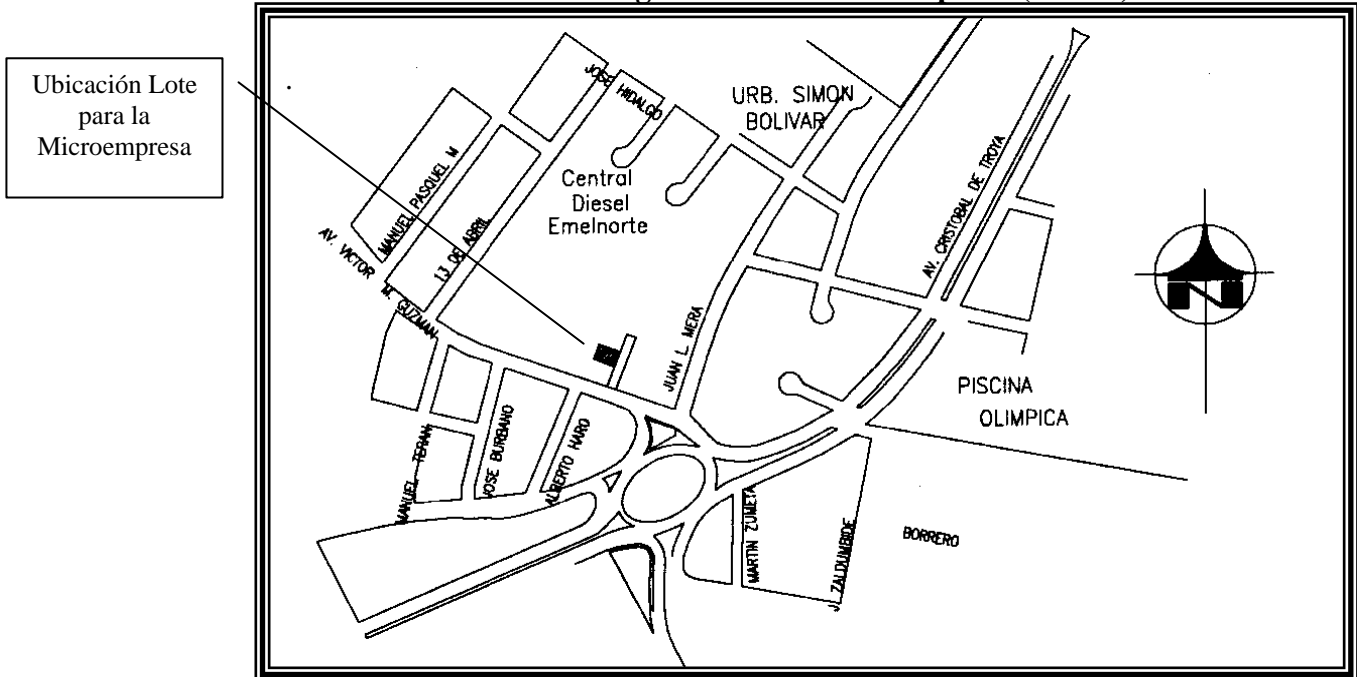 Ubicación Lote
para la
Microempresa
JOSE HIDALGO
URB. SIMON
BOLIVAR
MANUEL PASQUEL M
Central
Diesel
Emelnorte
AV. CRISTOBAL DE TROYA
13 DE ABRIL
AV. VICTOR M. GUZMAN
JUAN L. MERA
PISCINA
OLIMPICA
MANUEL TERAN
JOSE BURBANO
ALBERTO HARO
MARTIN ZUMETA
J. ZALDUMBIDE
BORRERO